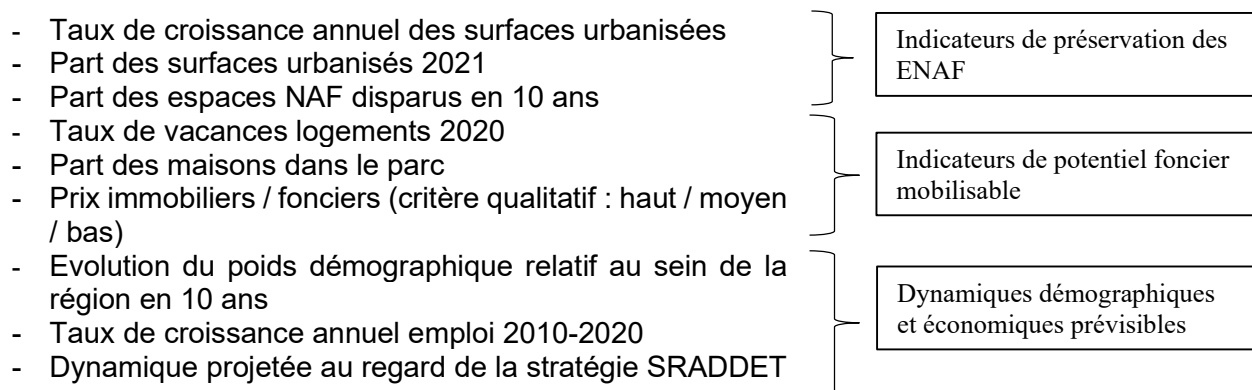 - Taux de croissance annuel des surfaces urbanisées
- Part des surfaces urbanisés 2021
- Part des espaces NAF disparus en 10 ans
Indicateurs de préservation des
ENAF
- Taux de vacances logements 2020
- Part des maisons dans le parc
- Prix immobiliers / fonciers (critère qualitatif : haut / moyen
/ bas)
Indicateurs de potentiel foncier
mobilisable
- Evolution du poids démographique relatif au sein de la
région en 10 ans
- Taux de croissance annuel emploi 2010-2020
- Dynamique projetée au regard de la stratégie SRADDET
Dynamiques démographiques
et économiques prévisibles